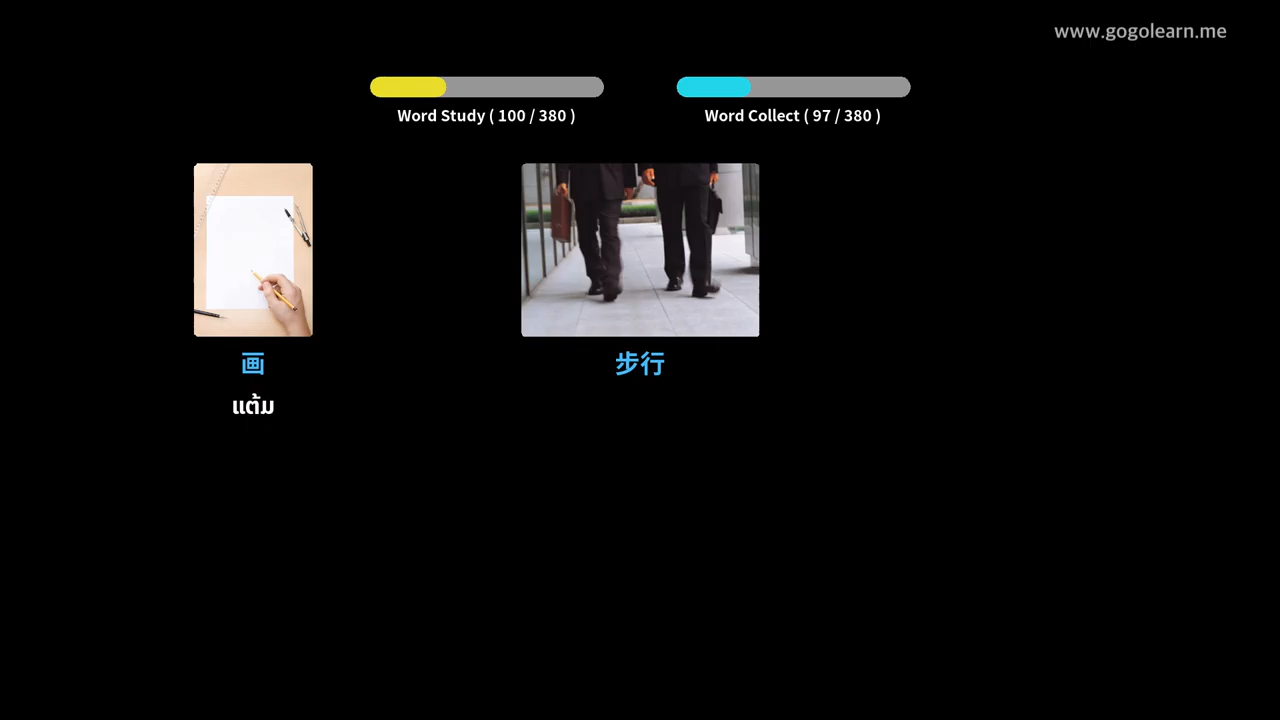 www.gogolearn.me
Word Study ( 100 / 380 )
Word Collect ( 97 / 380 )
画
步行
แต้ม